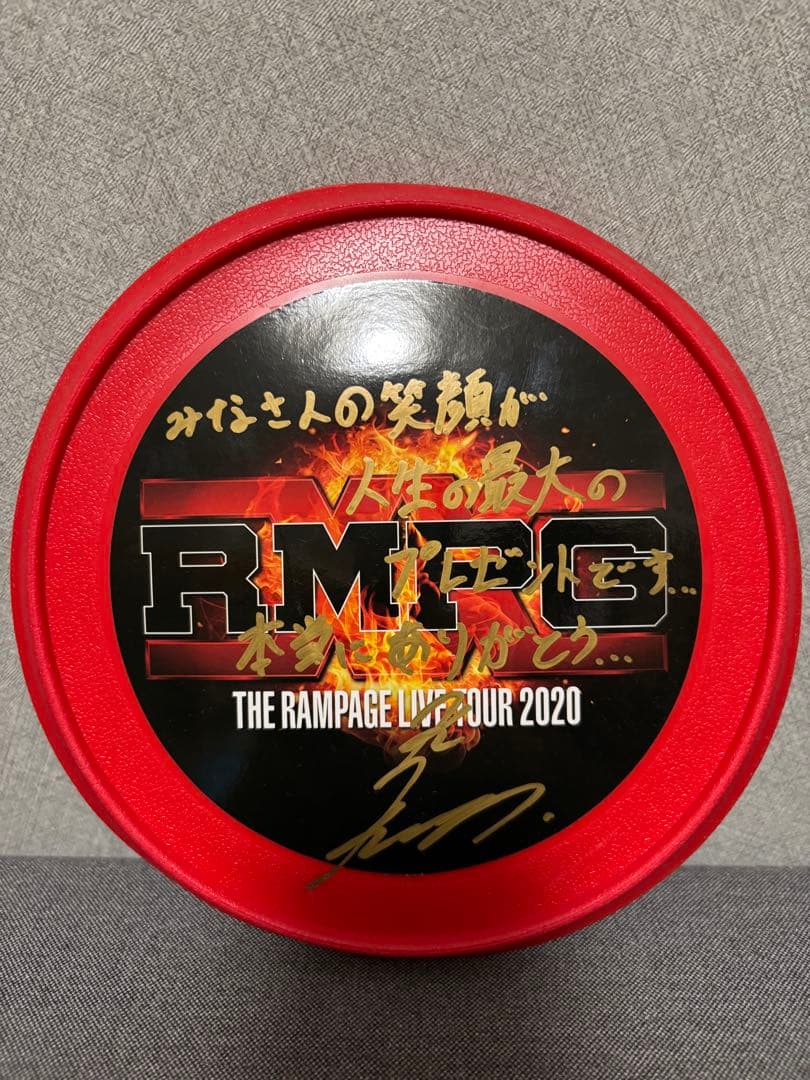 みなさんの笑顔が…
人生の最大の
RMPG
プレゼントです…
本当にありがとう…
THE RAMPAGE LIVE TOUR 2020